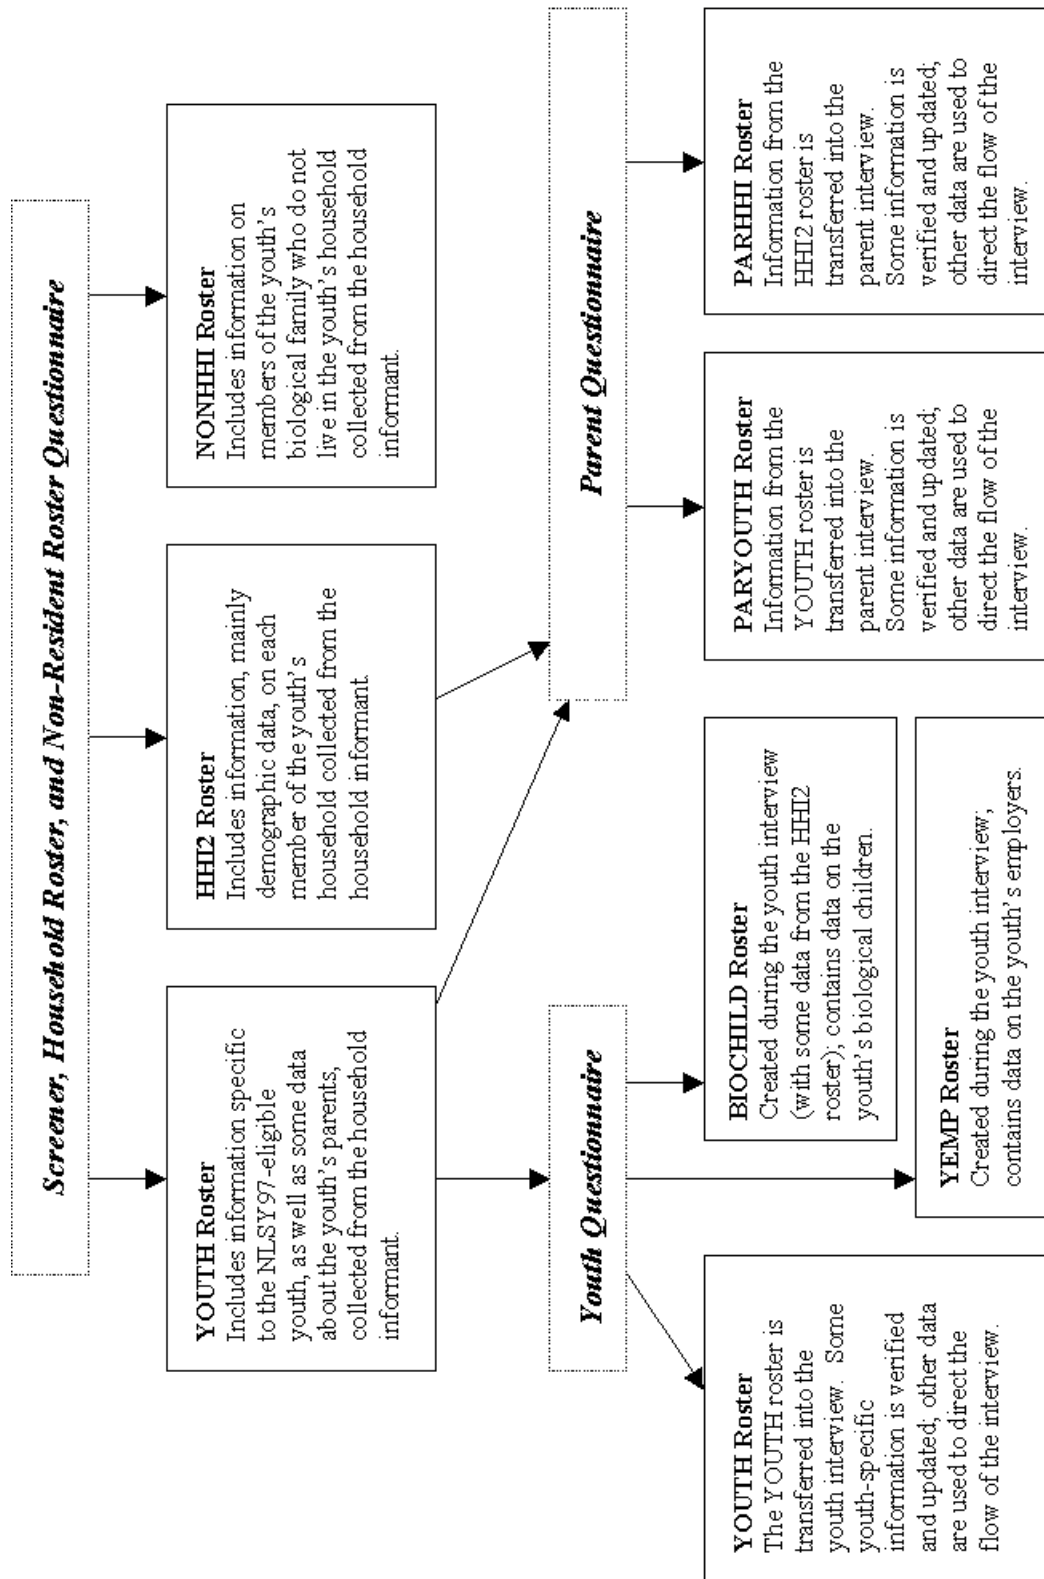 Screener, Household Roster, and Non-Resident Roster Questionnaire
YOUTH Roster
Includes information specific
to the NLSY97-eligible
youth, as well as some data
about the youth's parents,
collected from the household
informant.
HHI2 Roster
Includes information, mainly
demographic data, on each
member of the youth's
household collected from the
household informant.
NONHHI Roster
Includes information on
members of the youth's
biological family who do not
live in the youth's household
collected from the household
informant.
Youth Questionnaire
Parent Questionnaire
YOUTH Roster
The YOUTH roster is
transferred into the
youth interview. Some
youth-specific
information is verified
and updated; other data
are used to direct the
flow of the interview.
BIOCHILD Roster
Created during the youth interview
(with some data from the HHI2
roster); contains data on the
youth's biological children.
YEMP Roster
Created during the youth interview;
contains data on the youth's employers.
PARYOUTH Roster
Information from the
YOUTH roster is
transferred into the
parent interview.
Some information is
verified and updated;
other data are used to
direct the flow of the
interview.
PARHHI Roster
Information from the
HHI2 roster is
transferred into the
parent interview.
Some information is
verified and updated;
other data are used to
direct the flow of the
interview.